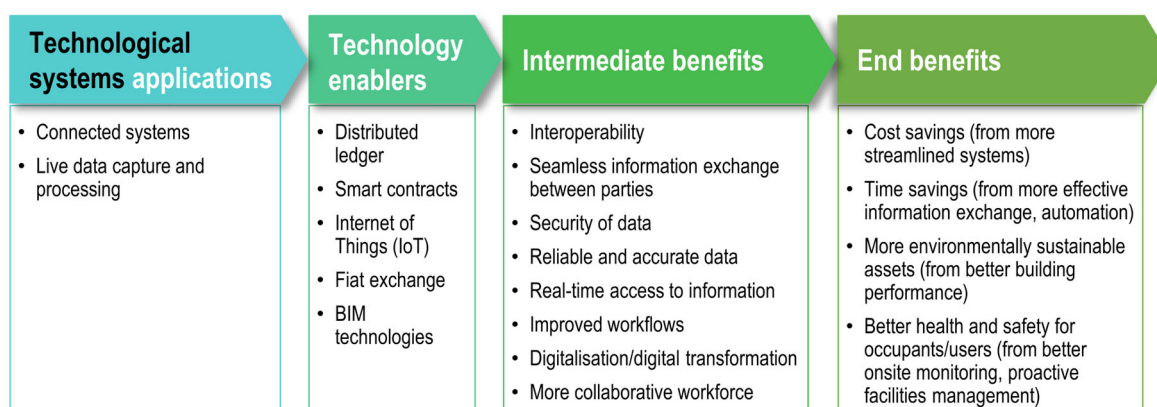 Technological
systems applications
• Connected systems
• Live data capture and
processing
Technology
enablers
• Distributed
ledger
• Smart contracts
• Internet of
Things (IoT)
• Fiat exchange
• BIM
technologies
Intermediate benefits
• Interoperability
• Seamless information exchange
between parties
• Security of data
• Reliable and accurate data
• Real-time access to information
• Improved workflows
• Digitalisation/digital transformation
• More collaborative workforce
End benefits
• Cost savings (from more
streamlined systems)
• Time savings (from more effective
information exchange, automation)
• More environmentally sustainable
assets (from better building
performance)
• Better health and safety for
occupants/users (from better
onsite monitoring, proactive
facilities management)